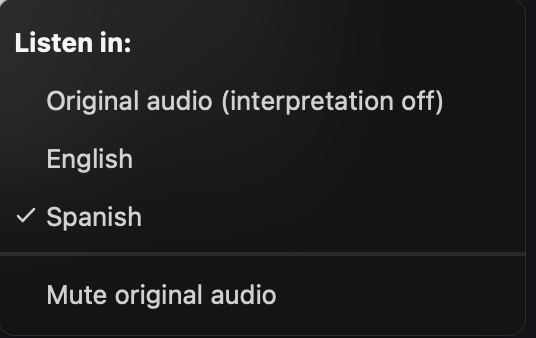 Listen in:
Original audio (interpretation off)
English
Spanish
Mute original audio